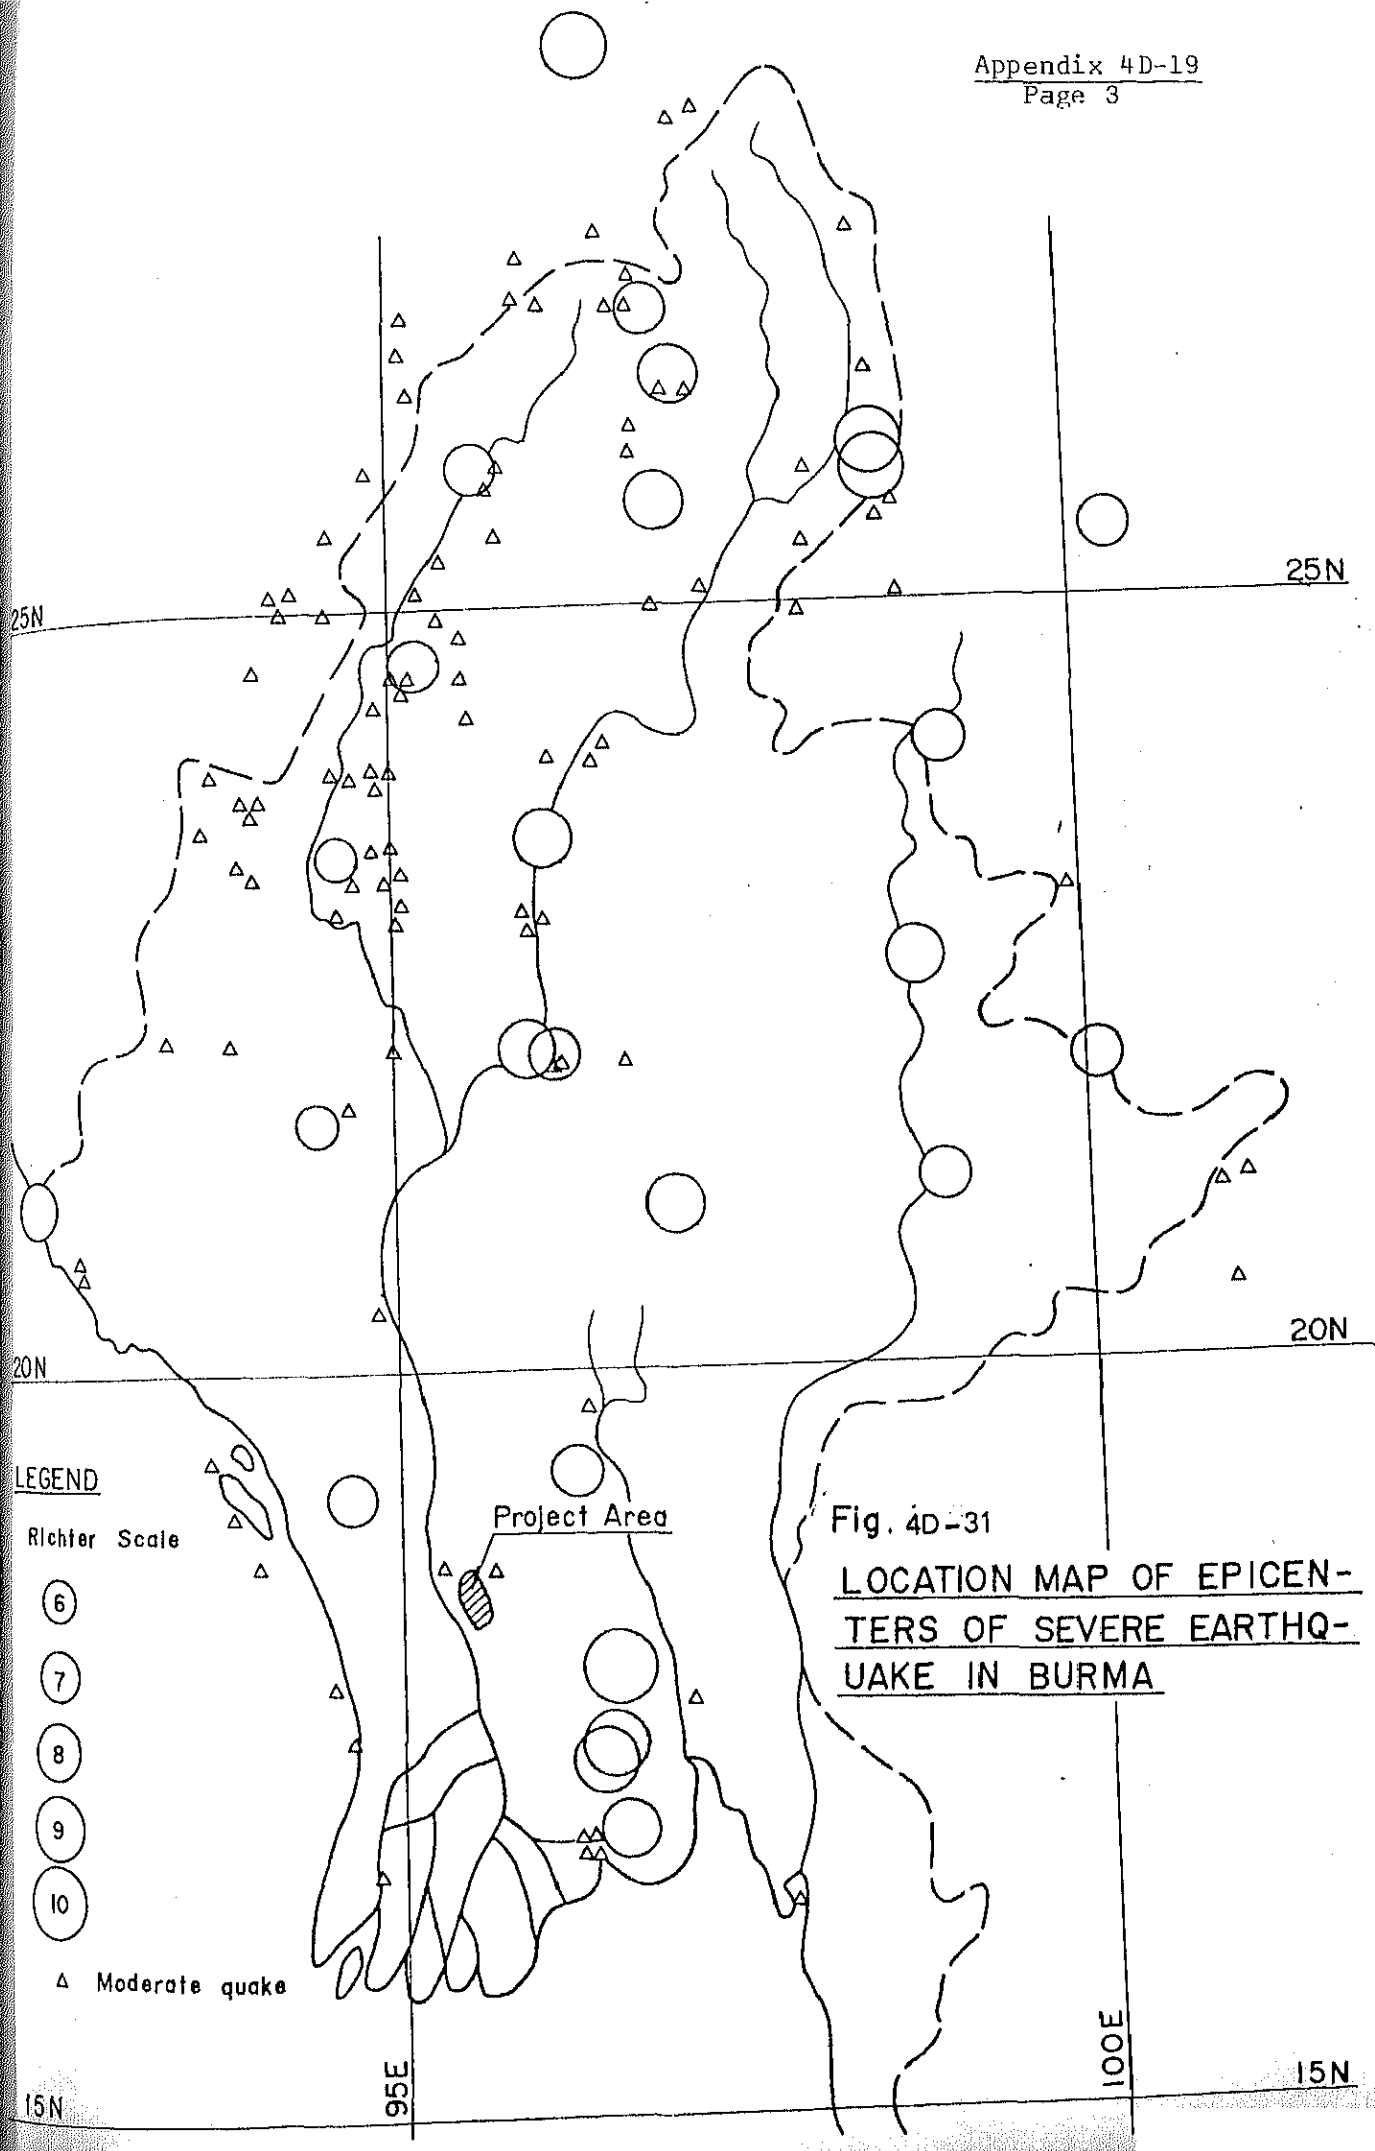 Appendix 4D-19
Page 3
25N
25N
20N
20N
LEGEND
Richter Scale
6
7
8
9
10
△ Moderate quake
Project Area
Fig. 4D-31
LOCATION MAP OF EPICEN-
TERS OF SEVERE EARTHQ-
UAKE IN BURMA
95E
100E
15N
15N